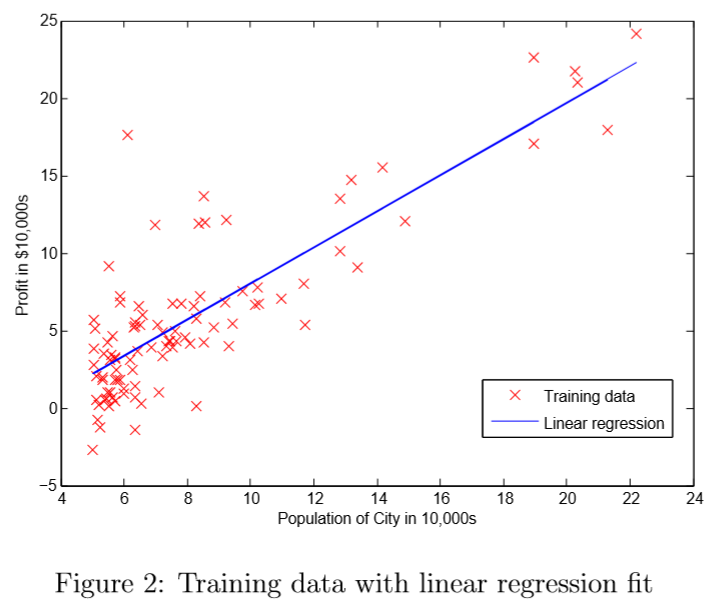 25
20
15
10
5
0
−5
4 6 8 10 12 14 16 18 20 22 24
Profit in $10,000s
Population of City in 10,000s
Training data
Linear regression
Figure 2: Training data with linear regression fit